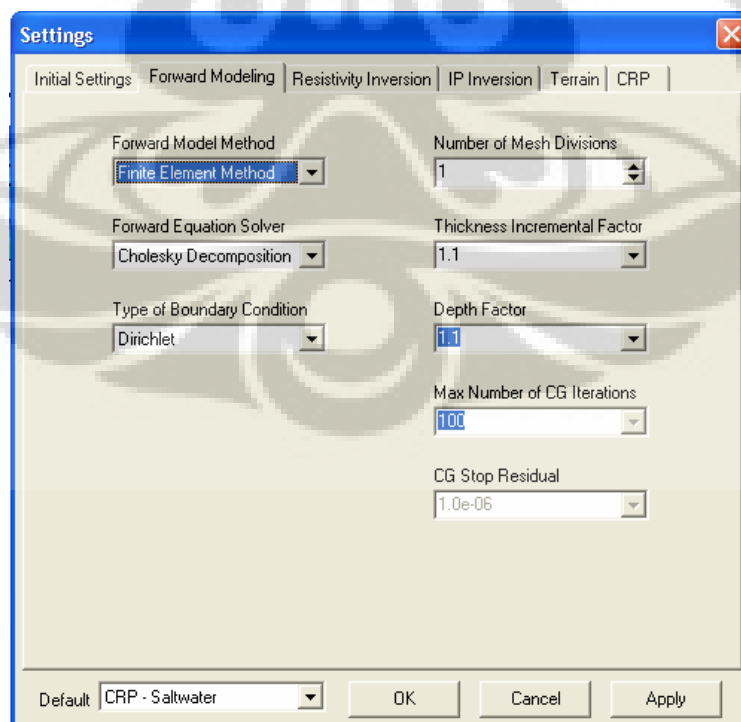 Settings
Initial Settings Forward Modeling Resistivity Inversion IP Inversion Terrain CRP
Forward Model Method
Finite Element Method
Forward Equation Solver
Cholesky Decomposition
Type of Boundary Condition
Dirichlet
Number of Mesh Divisions
1
Thickness Incremental Factor
1.1
Depth Factor
1.1
Max Number of CG Iterations
100
CG Stop Residual
1.0e-06
Default CRP - Saltwater OK Cancel Apply